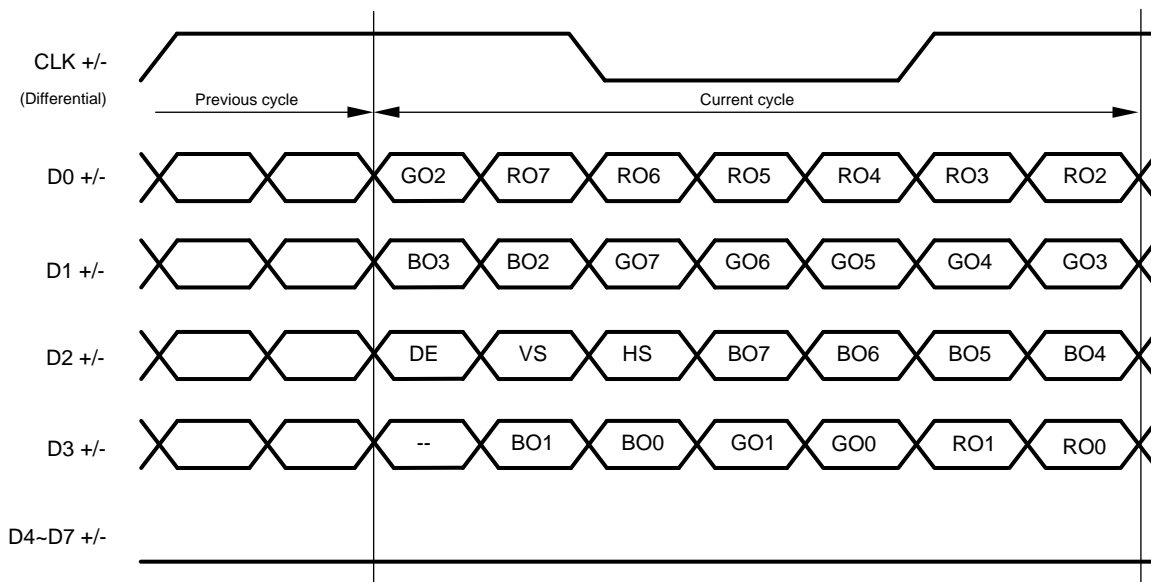 CLK +/-
(Differential)
Previous cycle
Current cycle
D0 +/-
GO2 RO7 RO6 RO5 RO4 RO3 RO2
D1 +/-
BO3 BO2 GO7 GO6 GO5 GO4 GO3
D2 +/-
DE VS HS BO7 BO6 BO5 BO4
D3 +/-
-- BO1 BO0 GO1 GO0 RO1 RO0
D4~D7 +/-